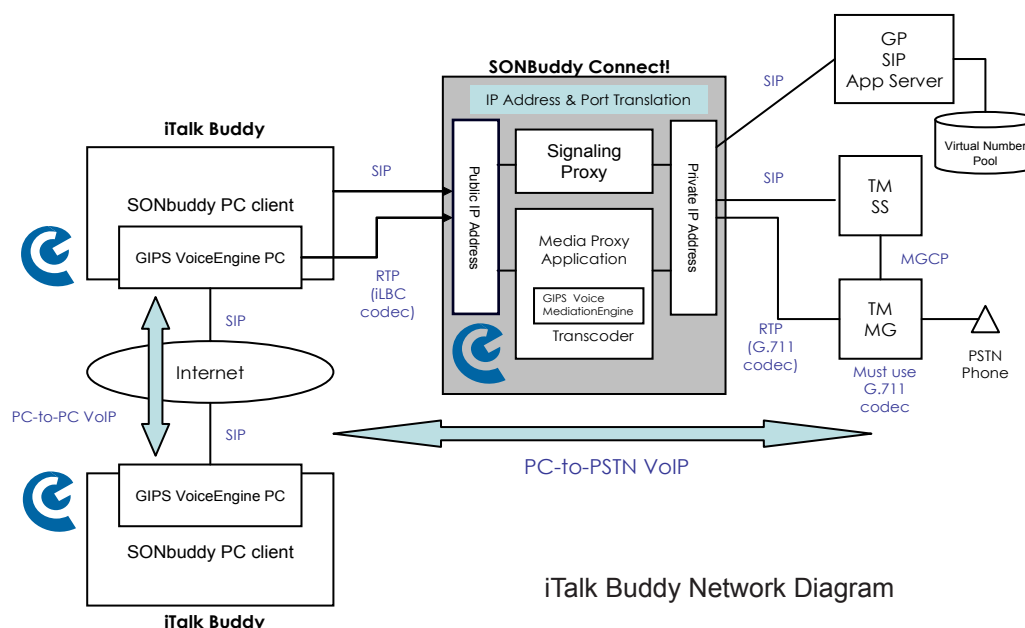 SONBuddy Connect!
IP Address & Port Translation
Public IP Address
Signaling
Proxy
Media Proxy
Application
GIPS Voice
MediationEngine
Transcoder
Private IP Address
iTalk Buddy
SONbuddy PC client
GIPS VoiceEngine PC
SIP
RTP
(iLBC
codec)
SIP
Internet
PC-to-PC VoIP
SIP
GIPS VoiceEngine PC
SONbuddy PC client
iTalk Buddy
SIP
GP
SIP
App Server
Virtual Number
Pool
SIP
TM
SS
MGCP
RTP
(G.711
codec)
TM
MG
Must use
G.711
codec
PSTN
Phone
PC-to-PSTN VoIP
iTalk Buddy Network Diagram